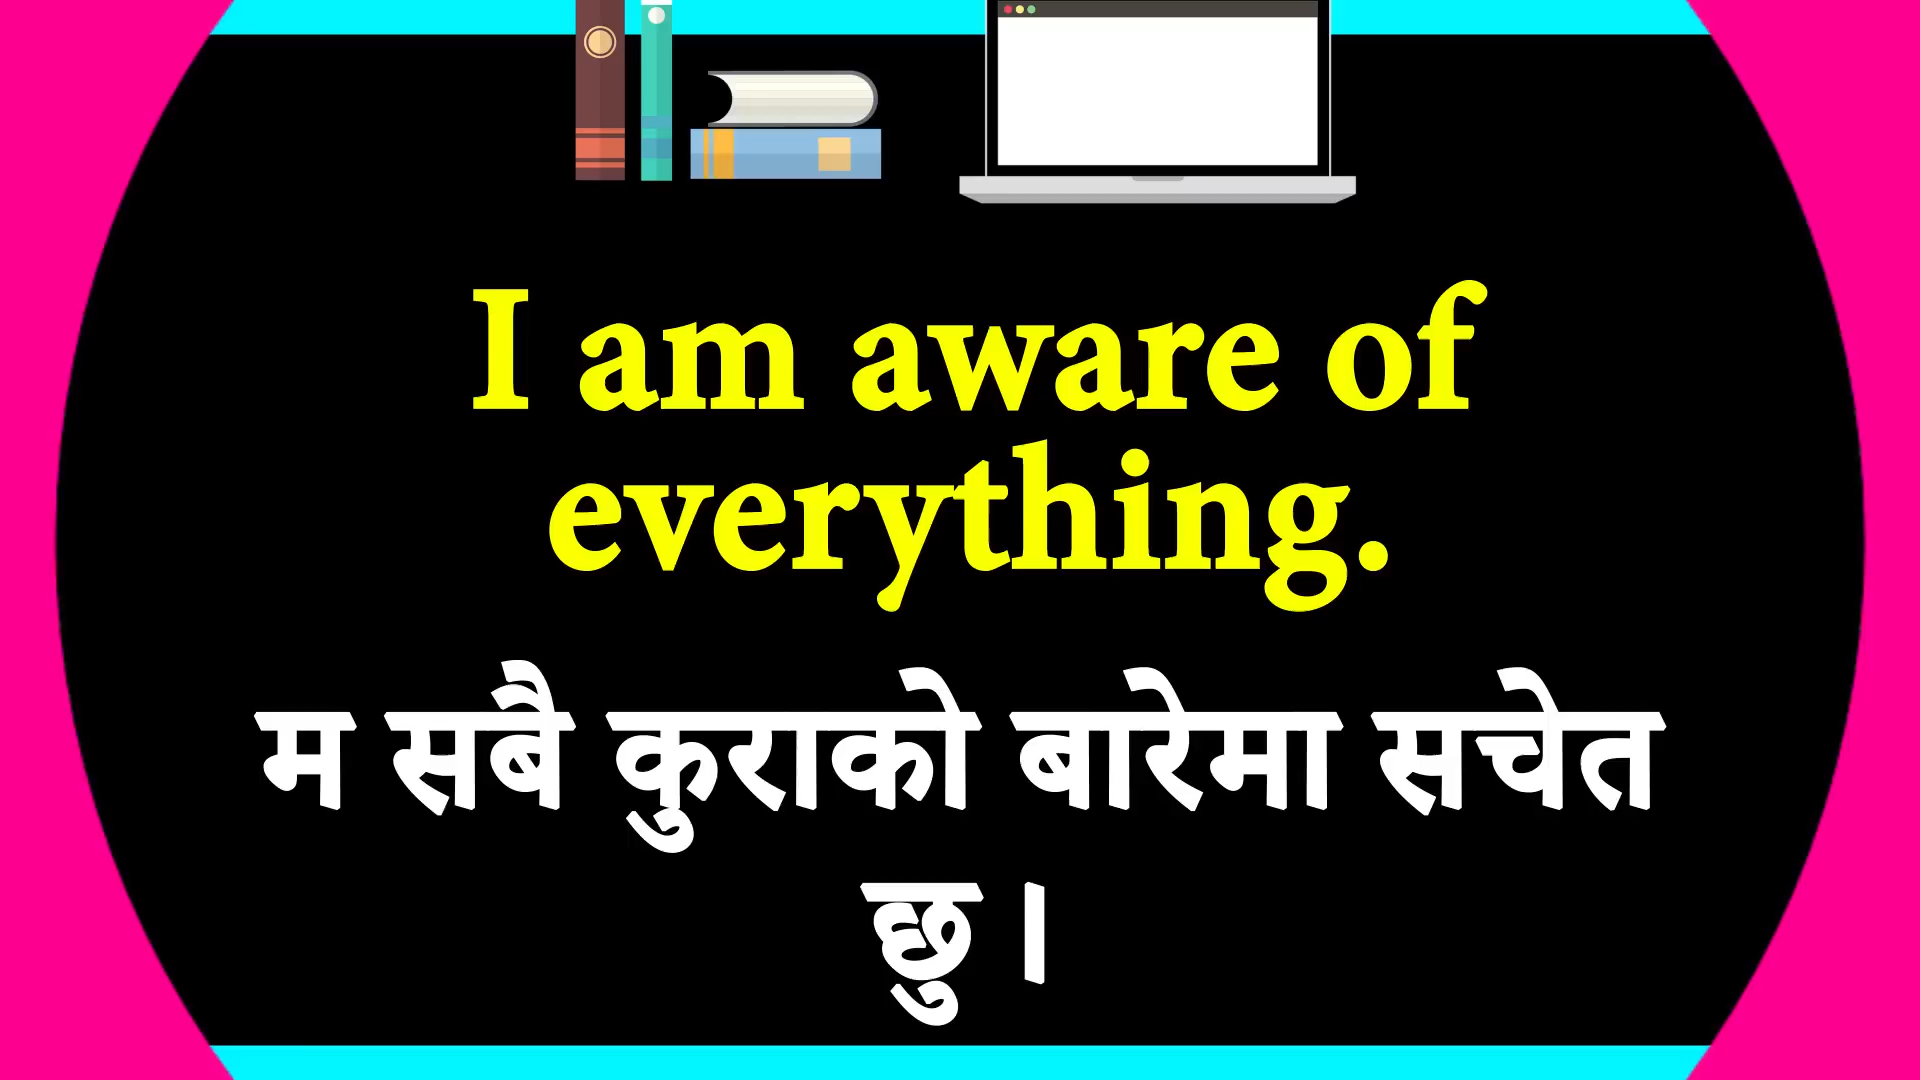 I am aware of
everything.
म सबै कुराको बारेमा सचेत
छु ।